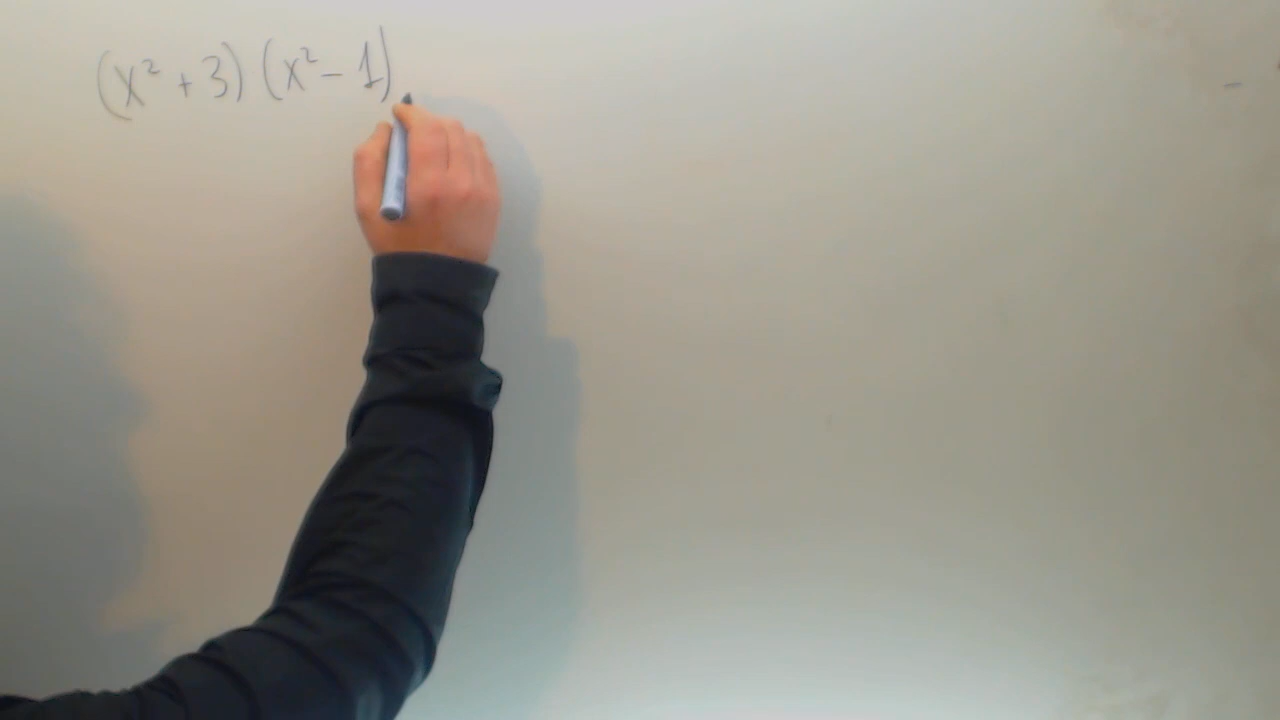 (x² + 3) (x² - 1)